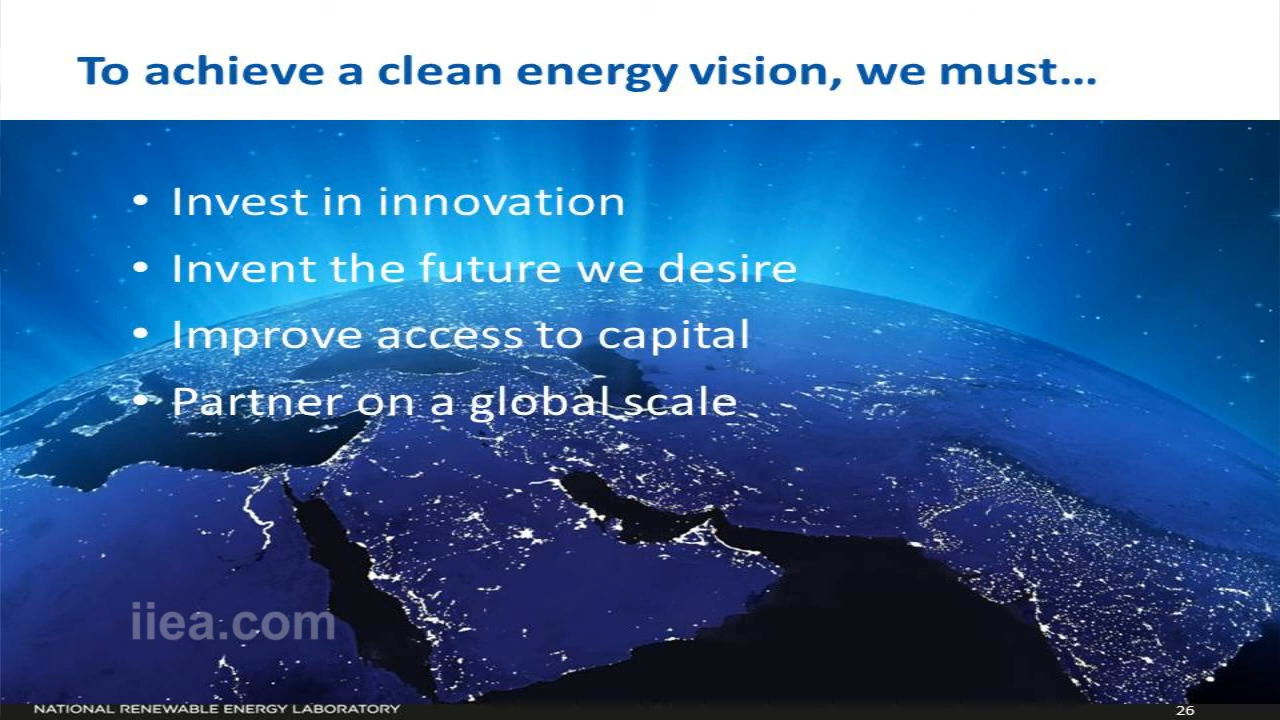 To achieve a clean energy vision, we must...
• Invest in innovation
• Invent the future we desire
• Improve access to capital
• Partner on a global scale
iiea.com
NATIONAL RENEWABLE ENERGY LABORATORY
26